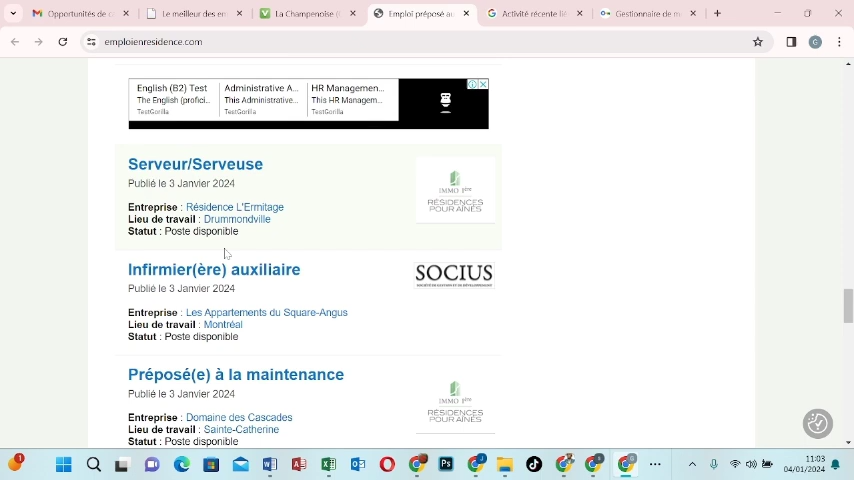 Opportunités de c
Le meilleur des en
La Champenoise (
Emploi préposé au
Activité récente lié
Gestionnaire de m
emploienresidence.com
G
English (B2) Test
The English (profici...
TestGorilla
Administrative A...
This Administrative...
TestGorilla
HR Managemen...
This HR Managem...
TestGorilla
Serveur/Serveuse
Publié le 3 Janvier 2024
Entreprise : Résidence L'Ermitage
Lieu de travail : Drummondville
Statut : Poste disponible
IMMO 1ère
RÉSIDENCES
POUR AÎNÉS
Infirmier(ère) auxiliaire
Publié le 3 Janvier 2024
Entreprise : Les Appartements du Square-Angus
Lieu de travail : Montréal
Statut : Poste disponible
SOCIUS
Préposé(e) à la maintenance
Publié le 3 Janvier 2024
Entreprise : Domaine des Cascades
Lieu de travail : Sainte-Catherine
Statut : Poste disponible
IMMO 1ère
RÉSIDENCES
POUR AÎNÉS
11:03
04/01/2024